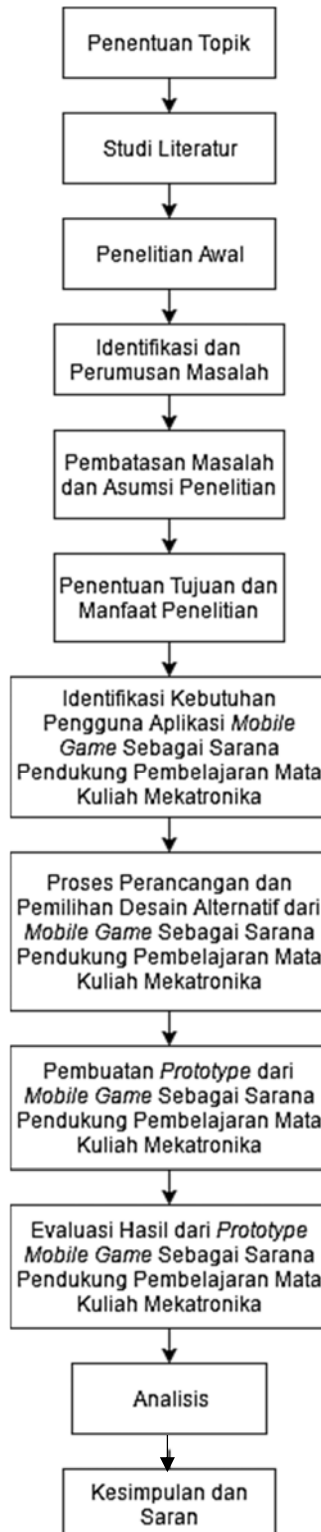 Penentuan Topik
Studi Literatur
Penelitian Awal
Identifikasi dan
Perumusan Masalah
Pembatasan Masalah
dan Asumsi Penelitian
Penentuan Tujuan dan
Manfaat Penelitian
Identifikasi Kebutuhan
Pengguna Aplikasi Mobile
Game Sebagai Sarana
Pendukung Pembelajaran Mata
Kuliah Mekatronika
Proses Perancangan dan
Pemilihan Desain Alternatif dari
Mobile Game Sebagai Sarana
Pendukung Pembelajaran Mata
Kuliah Mekatronika
Pembuatan Prototype dari
Mobile Game Sebagai Sarana
Pendukung Pembelajaran Mata
Kuliah Mekatronika
Evaluasi Hasil dari Prototype
Mobile Game Sebagai Sarana
Pendukung Pembelajaran Mata
Kuliah Mekatronika
Analisis
Kesimpulan dan
Saran